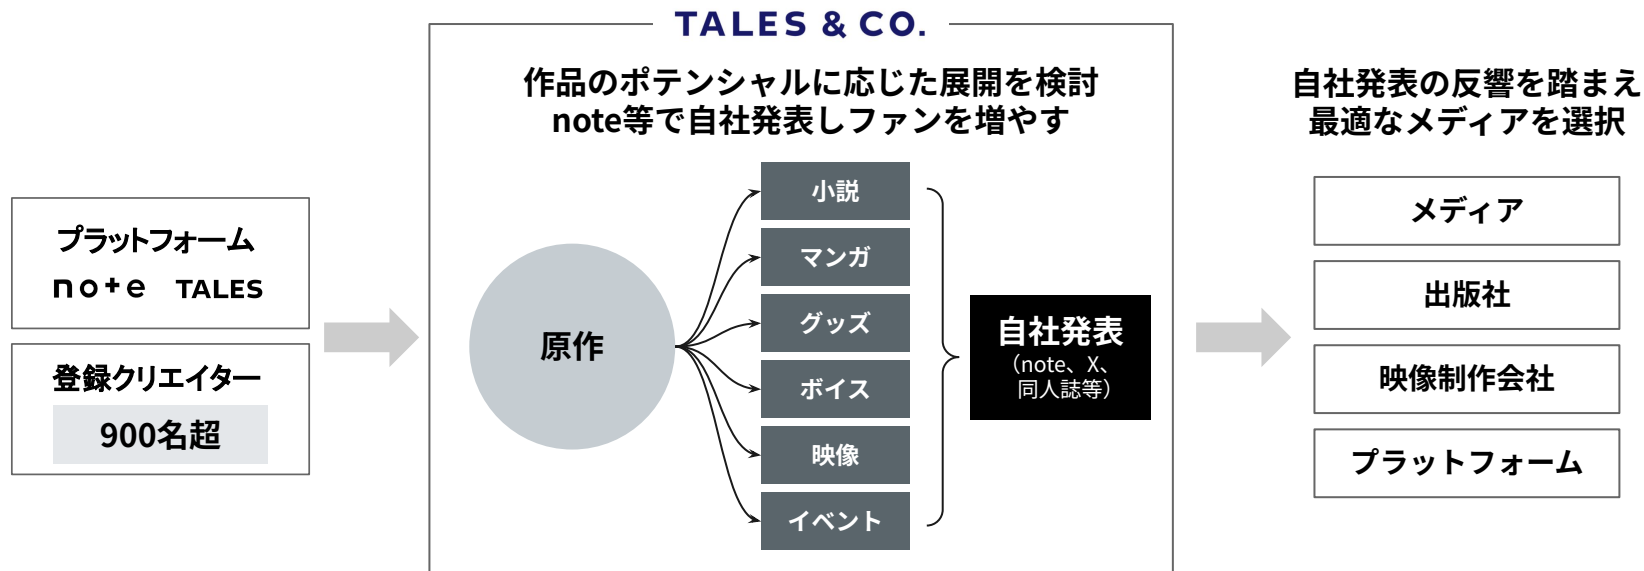 TALES & CO.
作品のポテンシャルに応じた展開を検討
note等で自社発表しファンを増やす
自社発表の反響を踏まえ
最適なメディアを選択
プラットフォーム
note TALES
登録クリエイター
900名超
原作
小説
マンガ
グッズ
ボイス
映像
イベント
自社発表
（note、X、
同人誌等）
メディア
出版社
映像制作会社
プラットフォーム